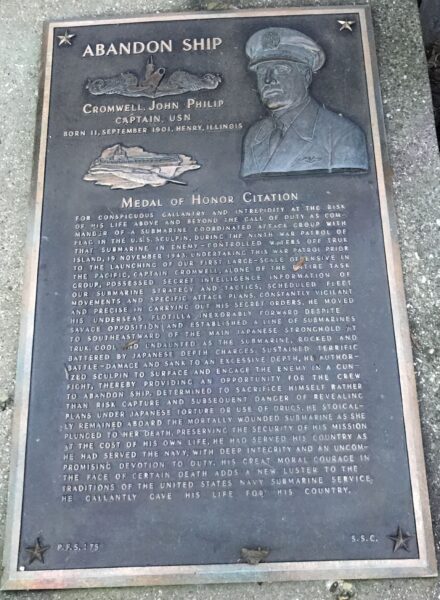 ABANDON SHIP
CROMWELL, JOHN PHILIP
CAPTAIN, USN
BORN 11, SEPTEMBER 1901, HENRY, ILLINOIS
MEDAL OF HONOR CITATION
FOR CONSPICUOUS GALLANTRY AND INTREPIDITY AT THE RISK
OF HIS LIFE ABOVE AND BEYOND THE CALL OF DUTY AS COM-
MANDER OF A SUBMARINE COORDINATED ATTACK GROUP WITH
FLAG IN THE U.S.S. SCULPIN, DURING THE NINTH WAR PATROL OF
THAT SUBMARINE IN ENEMY-CONTROLLED WATERS OFF TRUK
ISLAND, 19 NOVEMBER 1943. UNDERTAKING THIS WAR PATROL PRIOR
TO THE LAUNCHING OF OUR FIRST LARGE-SCALE OFFENSIVE IN
THE PACIFIC, CAPTAIN CROMWELL, ALONE OF THE ENTIRE TASK
GROUP, POSSESSED SECRET INTELLIGENCE INFORMATION OF
OUR SUBMARINE STRATEGY AND TACTICS, SCHEDULED FLEET
MOVEMENTS AND SPECIFIC ATTACK PLANS. CONSTANTLY VIGILANT
AND PRECISE IN CARRYING OUT HIS SECRET ORDERS, HE MOVED
HIS UNDERSEAS FLOTILLA INEXORABLY FORWARD DESPITE
SAVAGE OPPOSITION AND ESTABLISHED A LINE OF SUBMARINES
TO SOUTHEASTWARD OF THE MAIN JAPANESE STRONGHOLD AT
TRUK. COOL AND UNDAUNTED AS THE SUBMARINE, ROCKED AND
BATTERED BY JAPANESE DEPTH CHARGES, SUSTAINED TERRIFIC
BATTLE-DAMAGE AND SANK TO AN EXCESSIVE DEPTH, HE AUTHOR-
IZED SCULPIN TO SURFACE AND ENGAGE THE ENEMY IN A GUN-
FIGHT, THEREBY PROVIDING AN OPPORTUNITY FOR THE CREW
TO ABANDON SHIP. DETERMINED TO SACRIFICE HIMSELF RATHER
THAN RISK CAPTURE AND SUBSEQUENT DANGER OF REVEALING
PLANS UNDER JAPANESE TORTURE OR USE OF DRUGS, HE STOICAL-
LY REMAINED ABOARD THE MORTALLY WOUNDED SUBMARINE AS SHE
PLUNGED TO HER DEATH. PRESERVING THE SECURITY OF HIS MISSION
AT THE COST OF HIS OWN LIFE, HE HAD SERVED HIS COUNTRY AS
HE HAD SERVED THE NAVY, WITH DEEP INTEGRITY AND AN UNCOM-
PROMISING DEVOTION TO DUTY. HIS GREAT MORAL COURAGE IN
THE FACE OF CERTAIN DEATH ADDS A NEW LUSTER TO THE
TRADITIONS OF THE UNITED STATES NAVY SUBMARINE SERVICE.
HE GALLANTLY GAVE HIS LIFE FOR HIS COUNTRY.
P.F.S. 175
S.S.C.